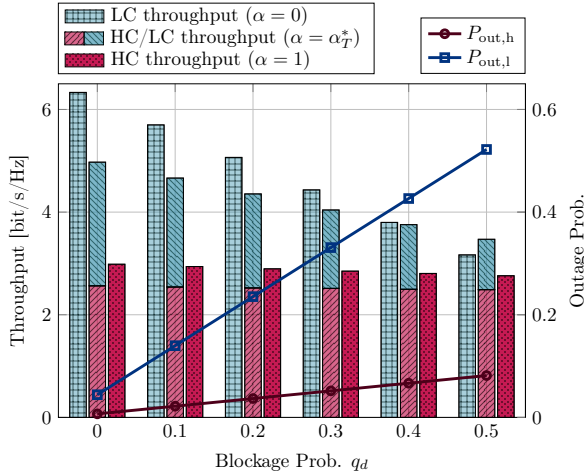 LC throughput (α = 0)
HC/LC throughput (α = α*_T)
HC throughput (α = 1)
P_out,h
P_out,l
Throughput [bit/s/Hz]
6
4
2
0
Outage Prob.
0.6
0.4
0.2
0
0 0.1 0.2 0.3 0.4 0.5
Blockage Prob. q_d